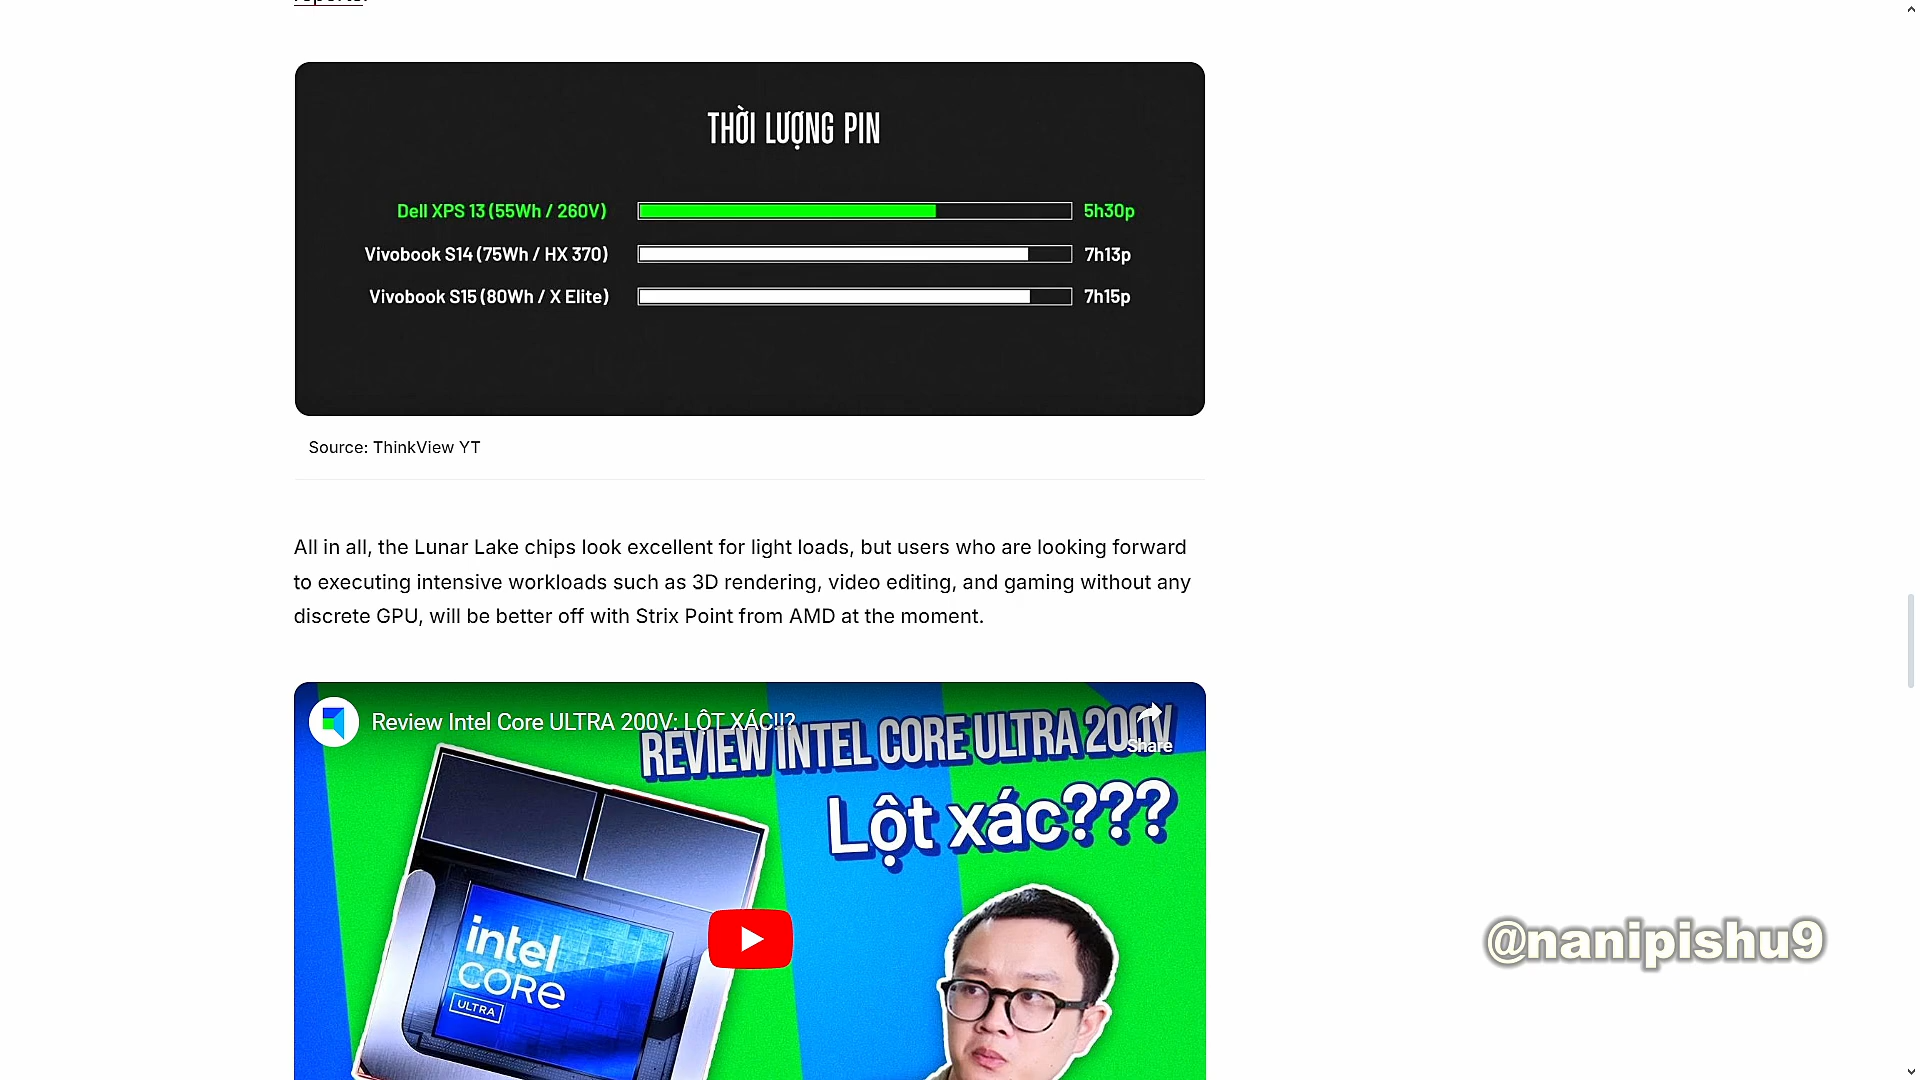 THỜI LƯỢNG PIN
Dell XPS 13 (55Wh / 260V) 5h30p
Vivobook S14 (75Wh / HX 370) 7h13p
Vivobook S15 (80Wh / X Elite) 7h15p
Source: ThinkView YT
All in all, the Lunar Lake chips look excellent for light loads, but users who are looking forward
to executing intensive workloads such as 3D rendering, video editing, and gaming without any
discrete GPU, will be better off with Strix Point from AMD at the moment.
Review Intel Core ULTRA 200V: LỘT XÁC!!?
REVIEW INTEL CORE ULTRA 200V
Share
Lột xác???
intel
CORE
ULTRA
@nanipishu9